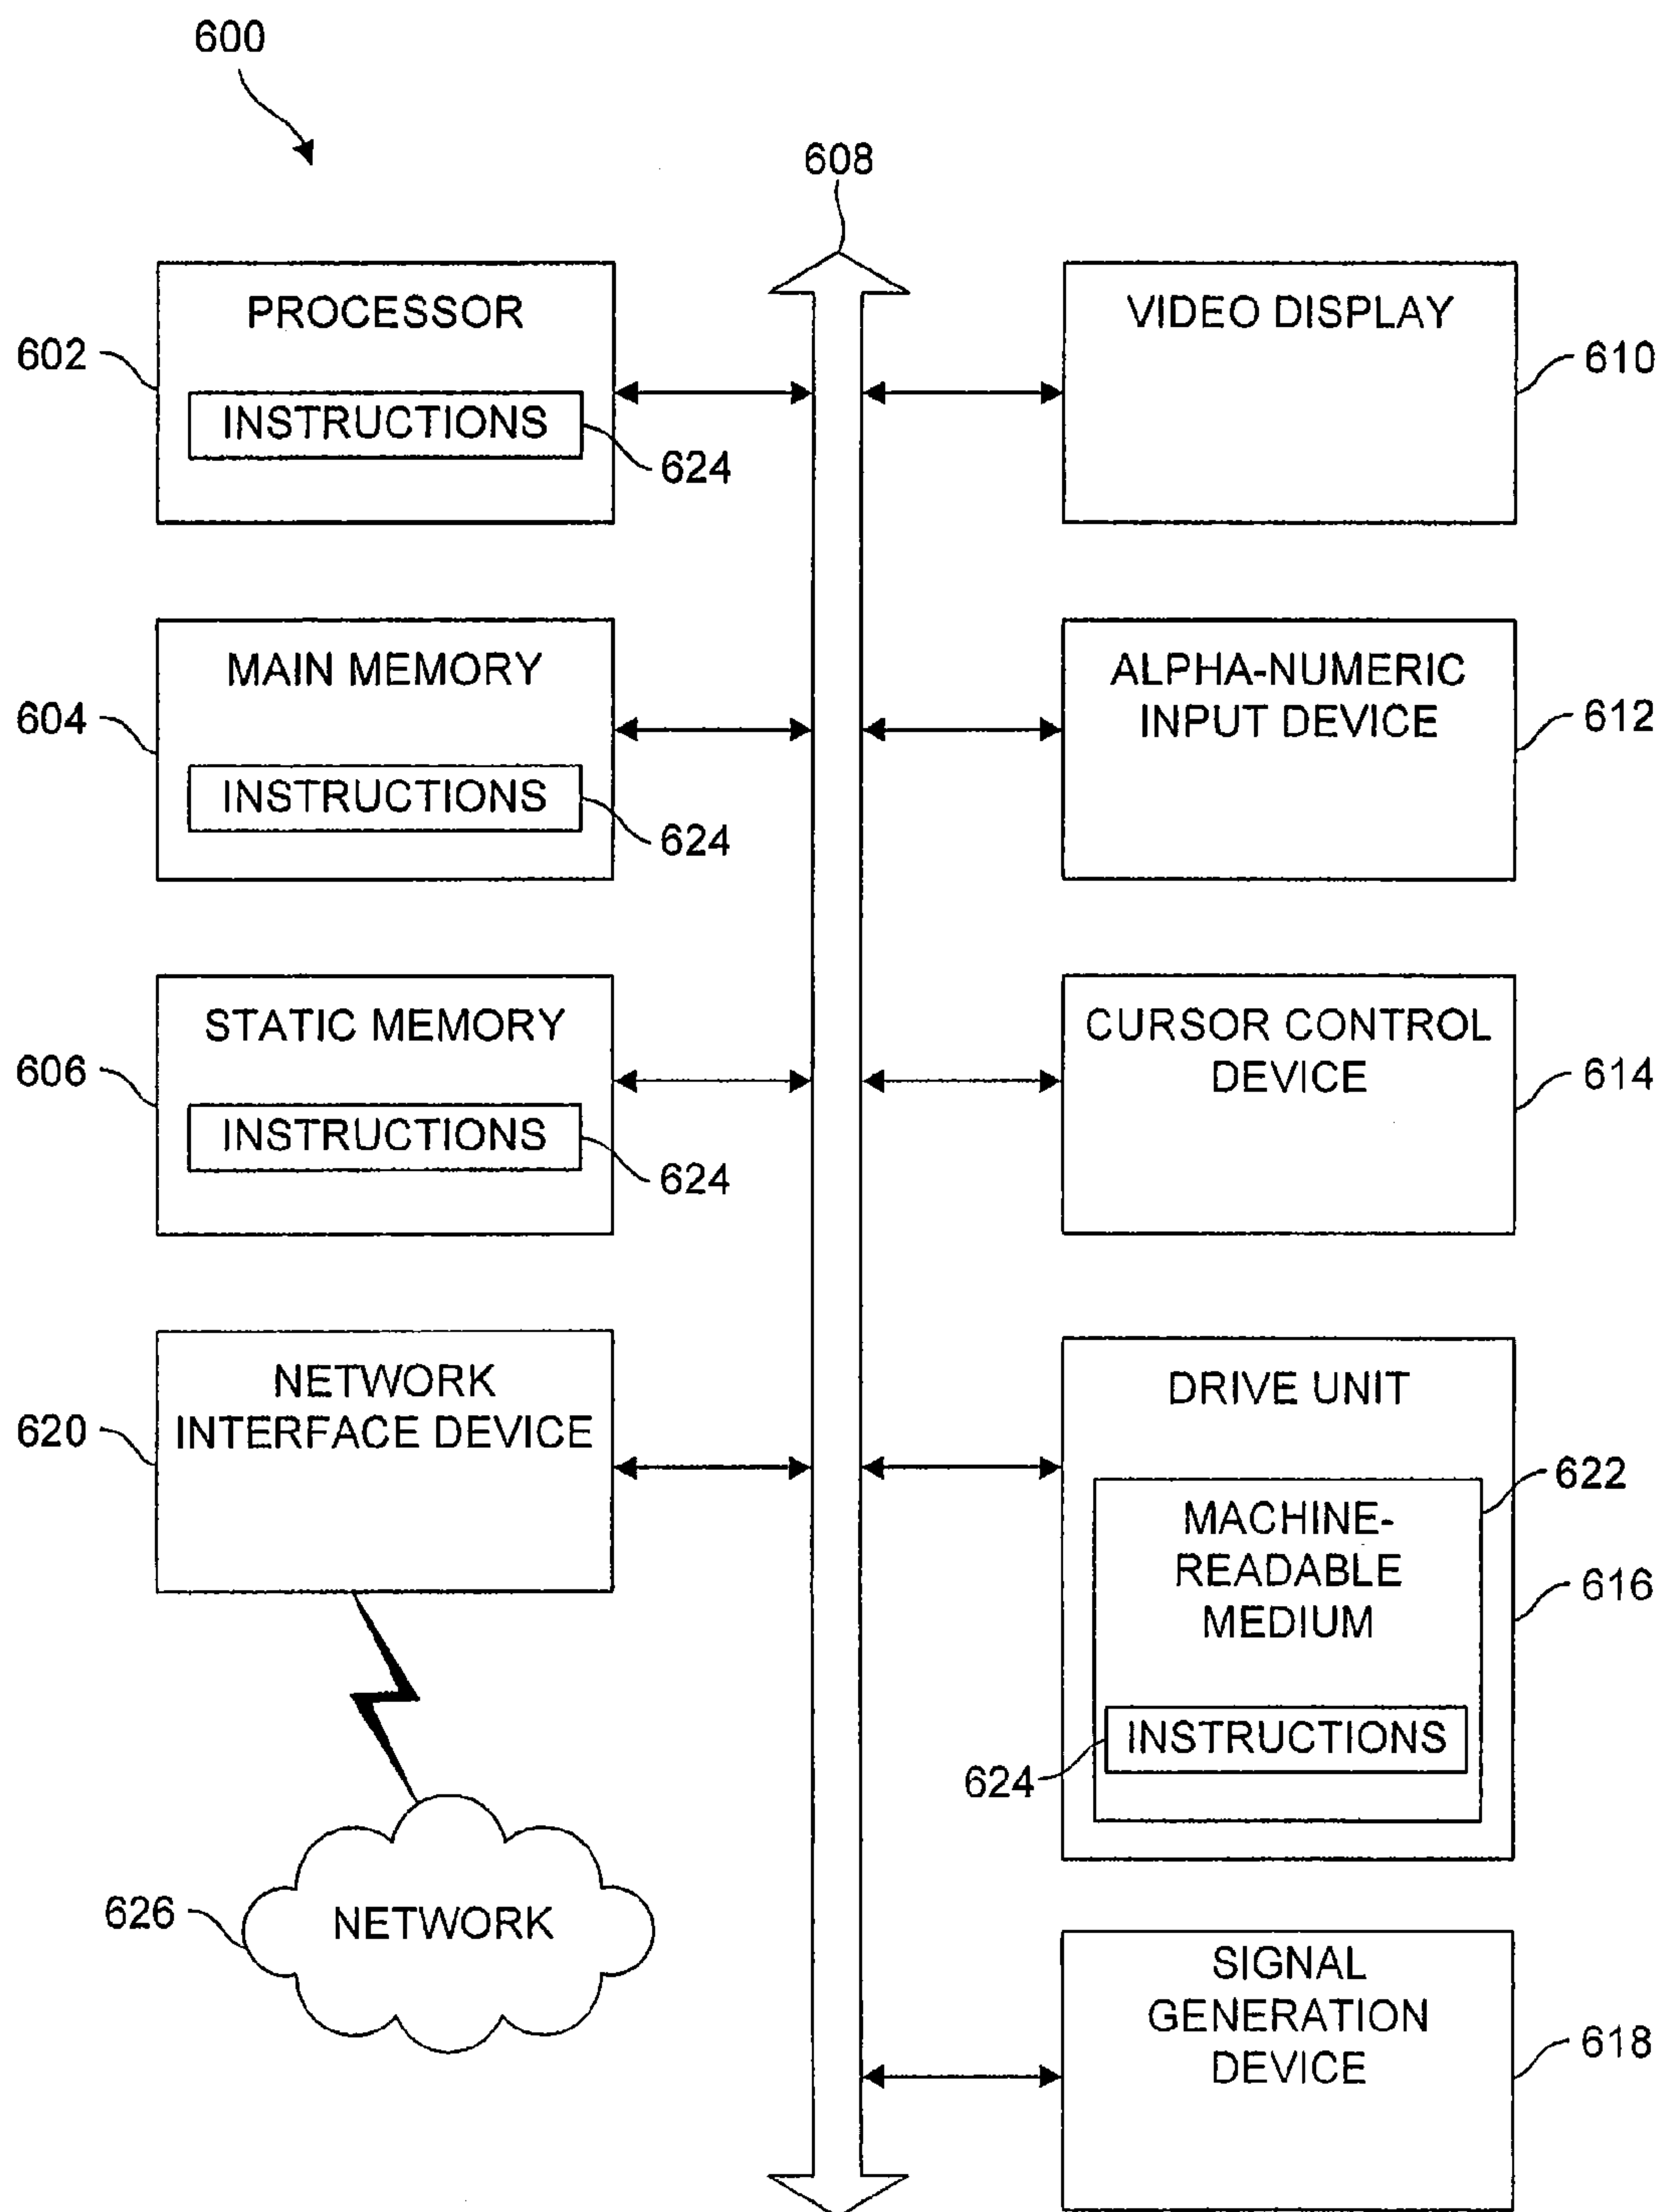 600
608
PROCESSOR
602
INSTRUCTIONS
624
VIDEO DISPLAY
610
MAIN MEMORY
604
INSTRUCTIONS
624
ALPHA-NUMERIC
INPUT DEVICE
612
STATIC MEMORY
606
INSTRUCTIONS
624
CURSOR CONTROL
DEVICE
614
NETWORK
INTERFACE DEVICE
620
DRIVE UNIT
622
MACHINE-
READABLE
MEDIUM
616
INSTRUCTIONS
624
NETWORK
626
SIGNAL
GENERATION
DEVICE
618